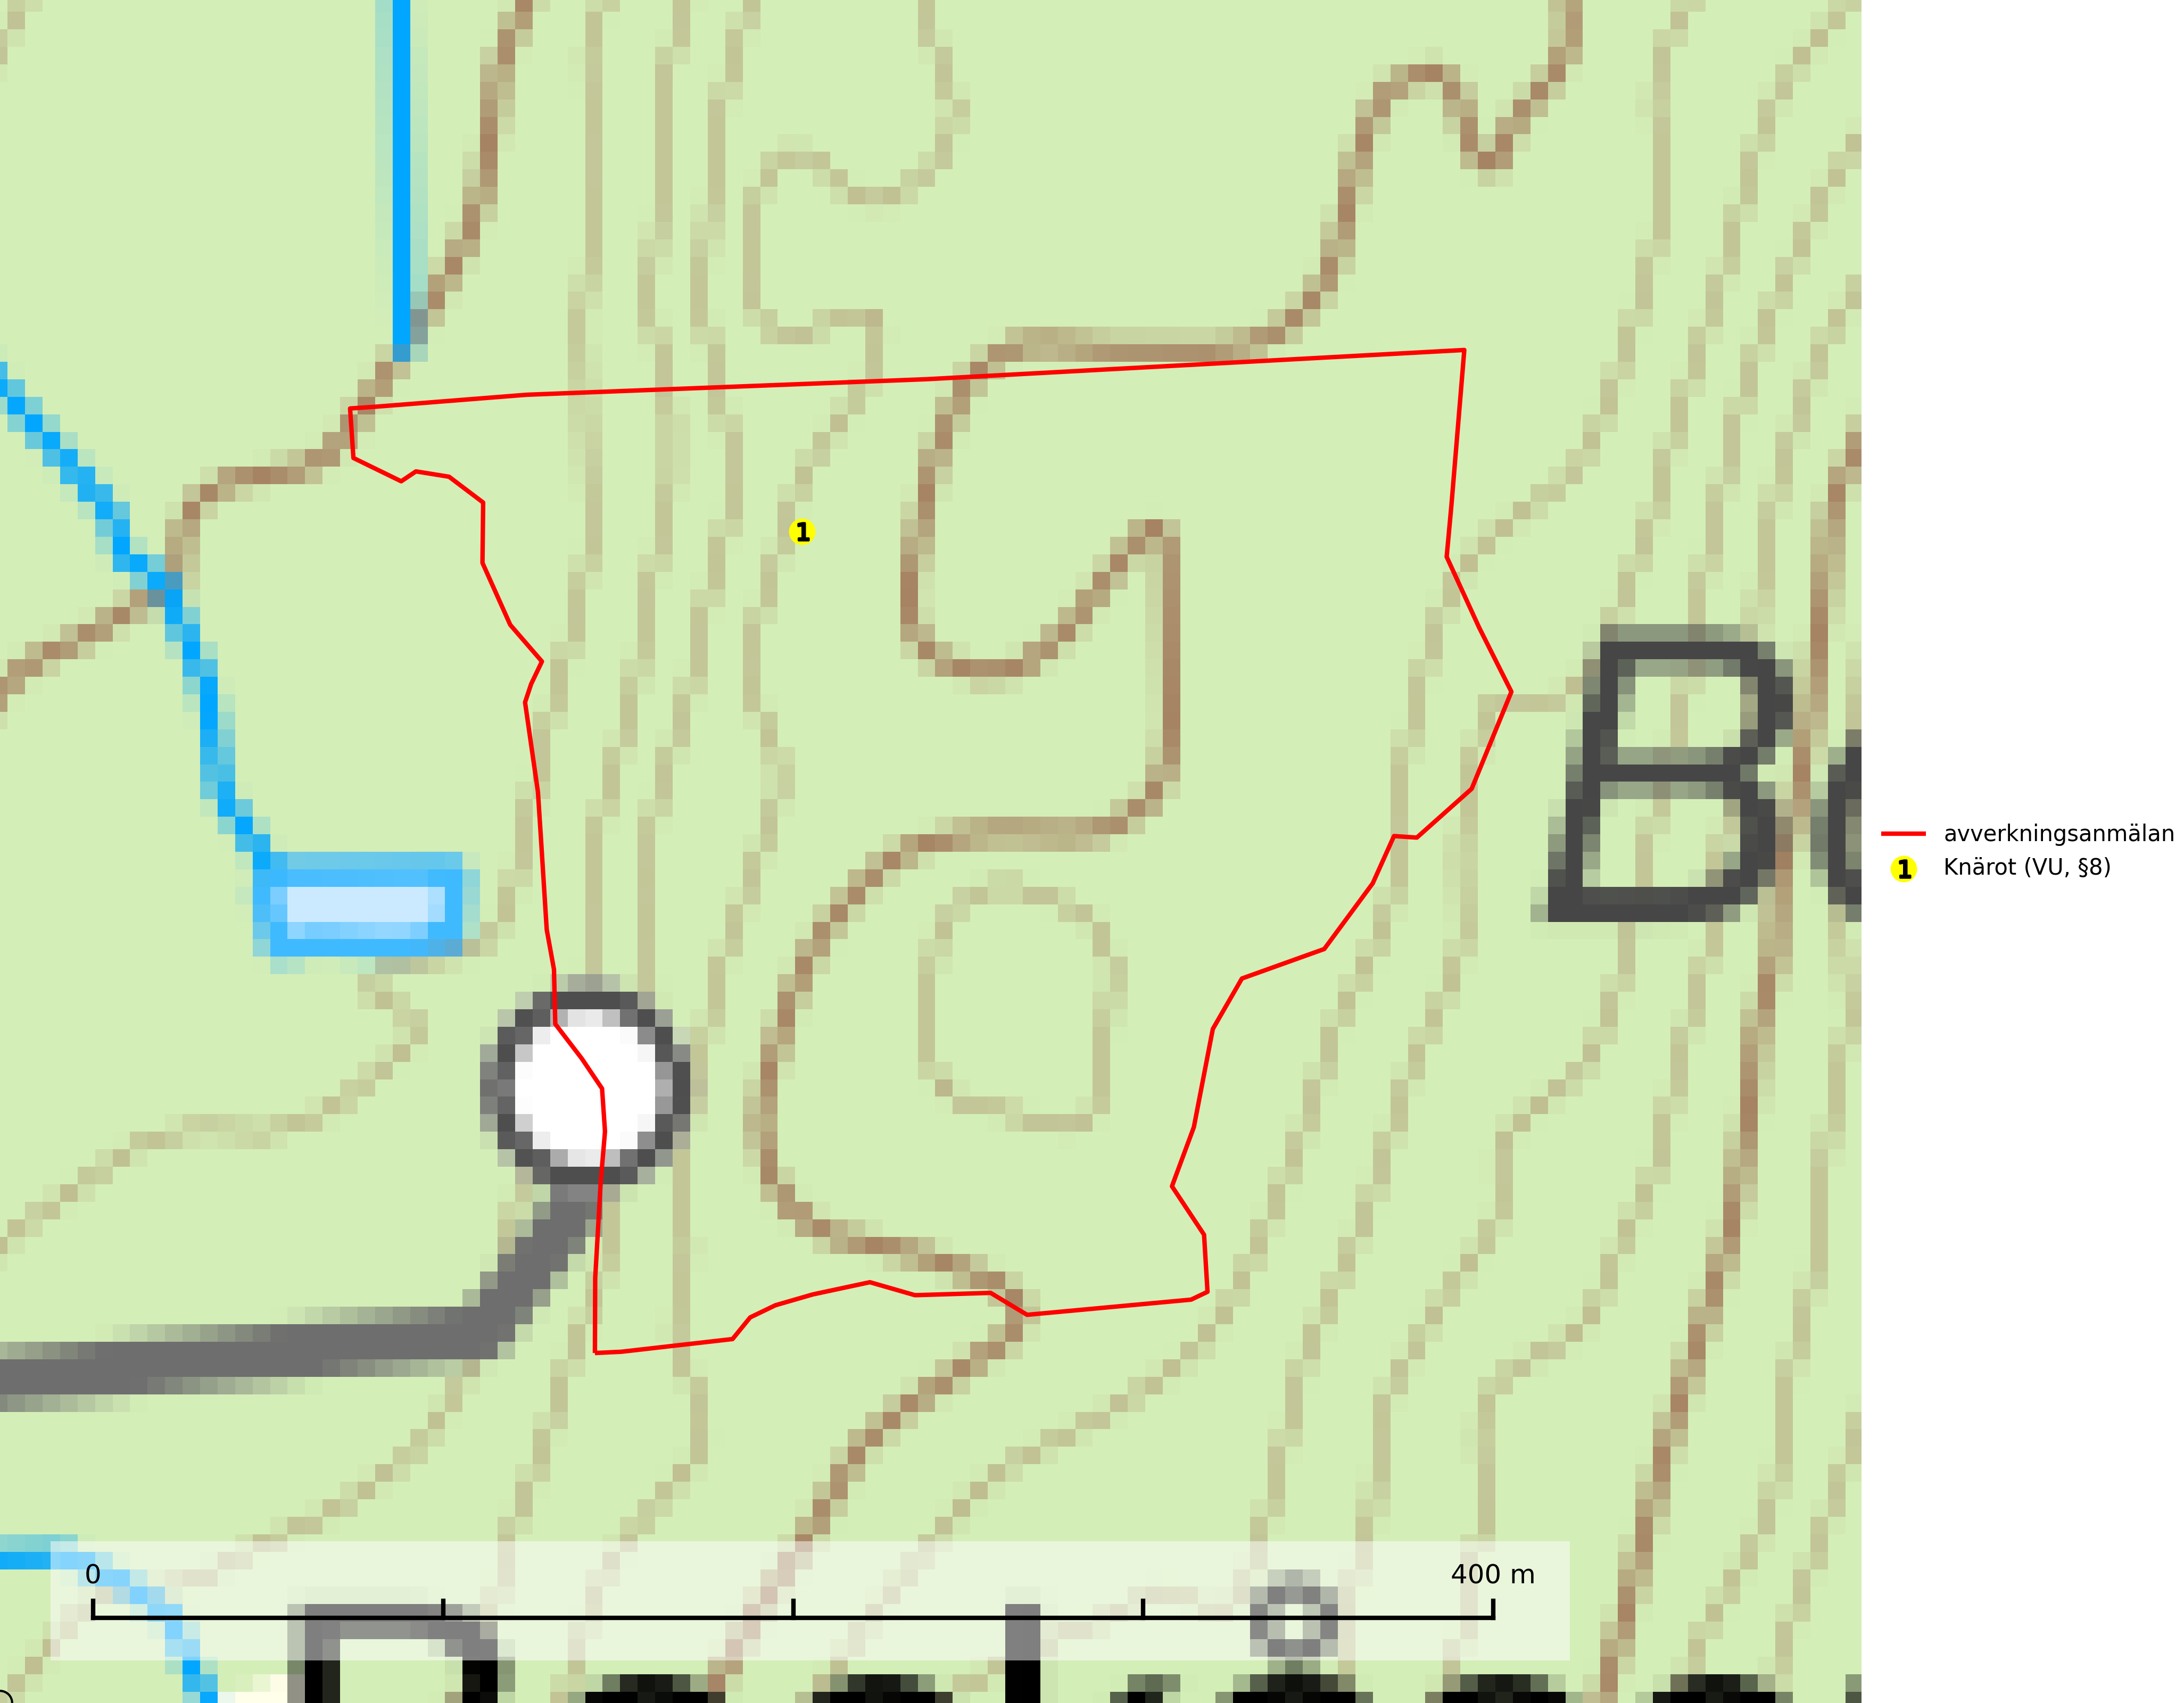 1
B
avverkningsanmälan
1 Knärot (VU, §8)
0 400 m